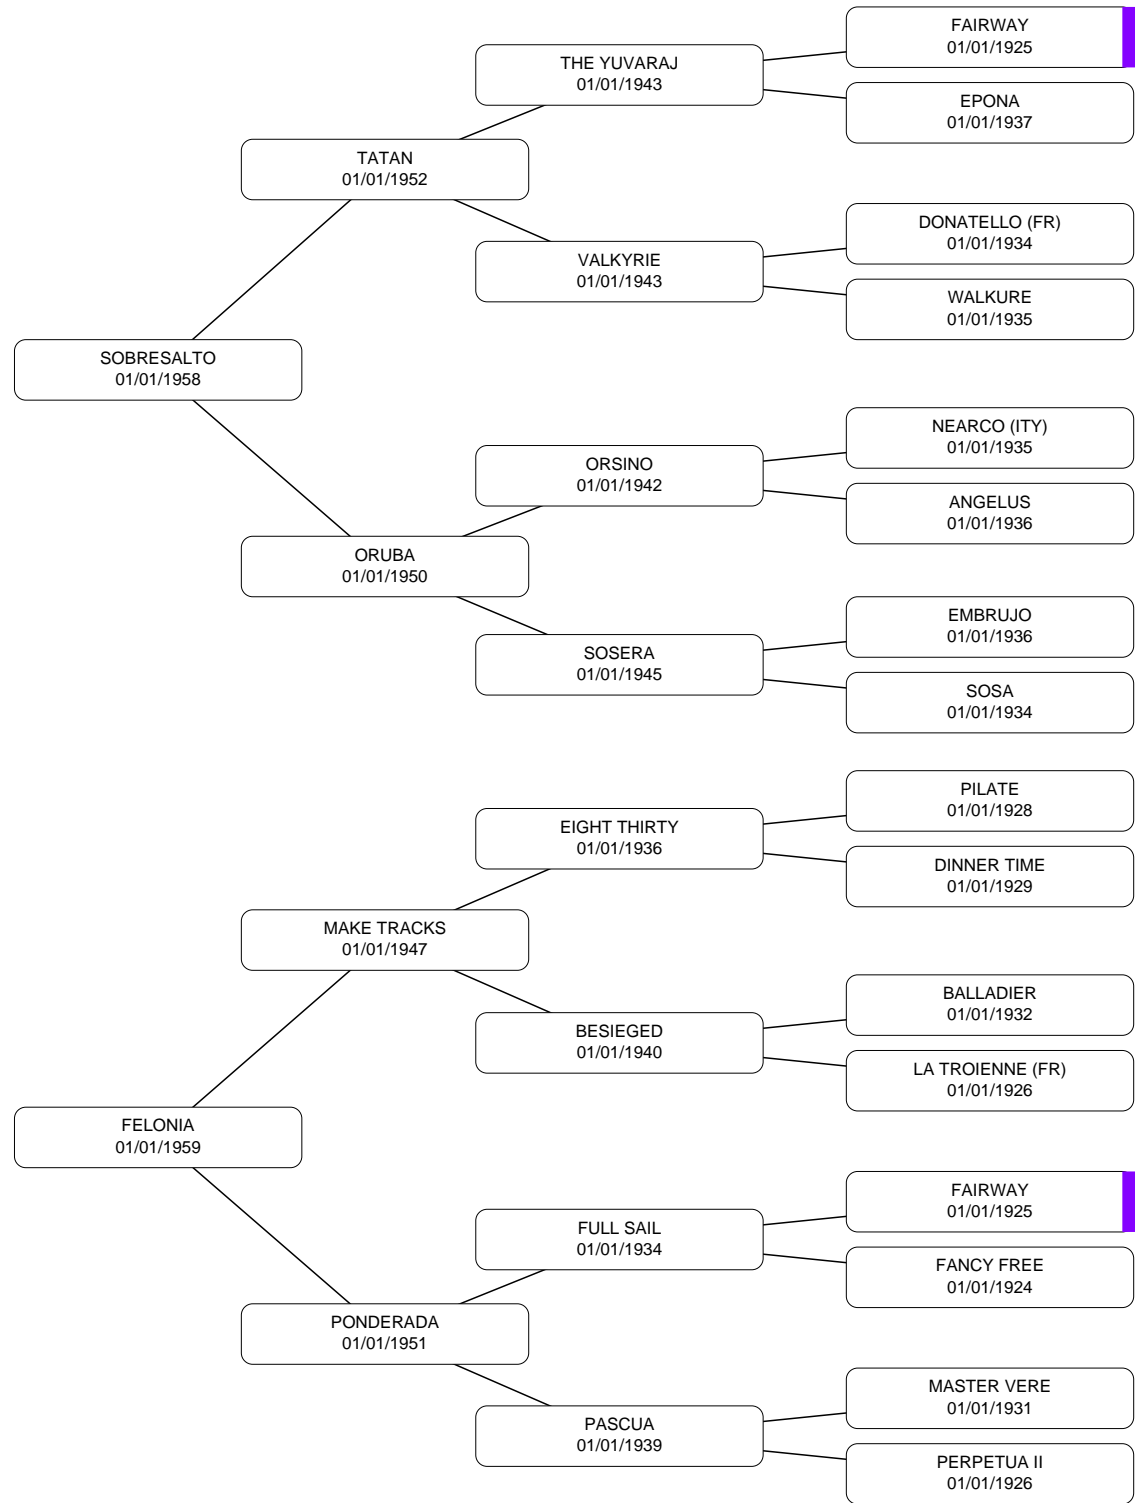 FAIRWAY
01/01/1925
THE YUVARAJ
01/01/1943
EPONA
01/01/1937
TATAN
01/01/1952
DONATELLO (FR)
01/01/1934
VALKYRIE
01/01/1943
WALKURE
01/01/1935
SOBRESALTO
01/01/1958
NEARCO (ITY)
01/01/1935
ORSINO
01/01/1942
ANGELUS
01/01/1936
ORUBA
01/01/1950
EMBRUJO
01/01/1936
SOSERA
01/01/1945
SOSA
01/01/1934
PILATE
01/01/1928
EIGHT THIRTY
01/01/1936
DINNER TIME
01/01/1929
MAKE TRACKS
01/01/1947
BALLADIER
01/01/1932
BESIEGED
01/01/1940
LA TROIENNE (FR)
01/01/1926
FELONIA
01/01/1959
FAIRWAY
01/01/1925
FULL SAIL
01/01/1934
FANCY FREE
01/01/1924
PONDERADA
01/01/1951
MASTER VERE
01/01/1931
PASCUA
01/01/1939
PERPETUA II
01/01/1926